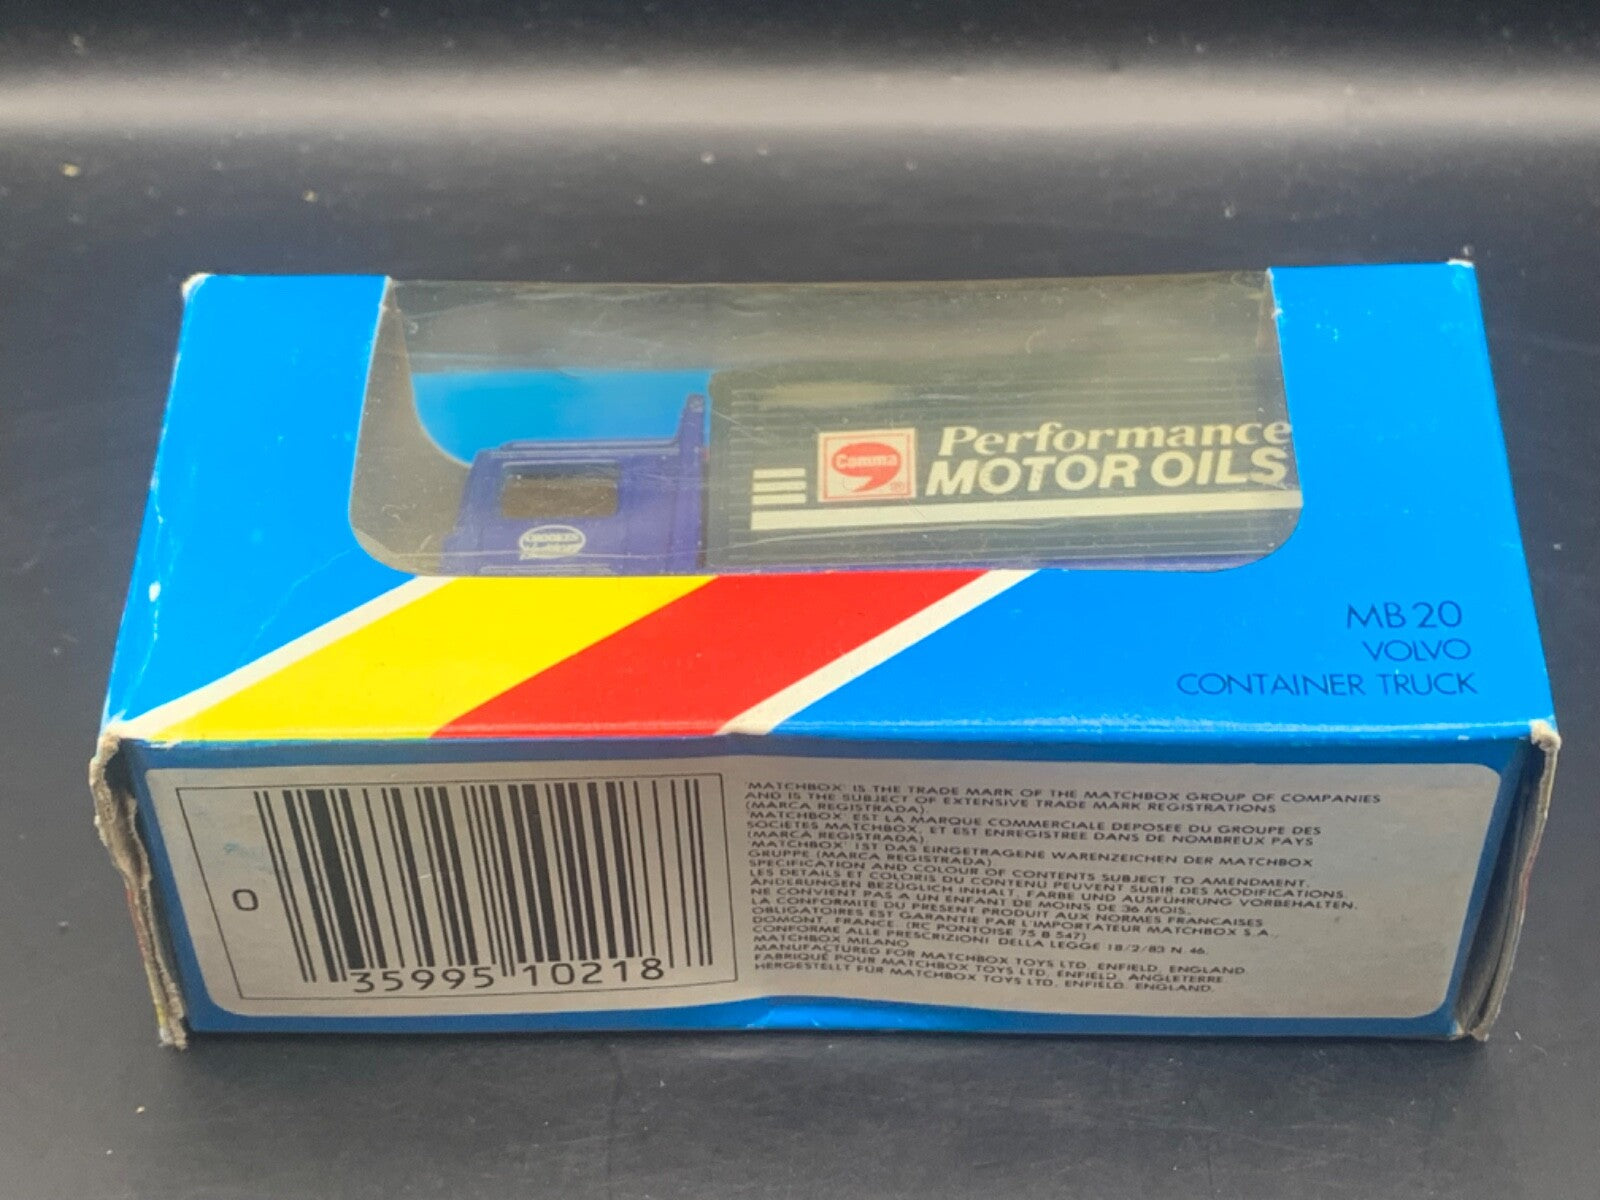 Comma
®
Performance
MOTOR OILS
MB 20
VOLVO
CONTAINER TRUCK
0
35995 10218
'MATCHBOX' IS THE TRADE MARK OF THE MATCHBOX GROUP OF COMPANIES
AND IS THE SUBJECT OF EXTENSIVE TRADE MARK REGISTRATIONS
(MARCA REGISTRADA).
'MATCHBOX' EST LA MARQUE COMMERCIALE DEPOSEE DU GROUPE DES
SOCIETES MATCHBOX, ET EST ENREGISTREE DANS DE NOMBREUX PAYS
(MARCA REGISTRADA)
'MATCHBOX' IST DAS EINGETRAGENE WARENZEICHEN DER MATCHBOX
GRUPPE (MARCA REGISTRADA)
SPECIFICATION AND COLOUR OF CONTENTS SUBJECT TO AMENDMENT.
LES DETAILS ET COLORIS DU CONTENU PEUVENT SUBIR DES MODIFICATIONS.
ÄNDERUNGEN BEZÜGLICH INHALT, FARBE UND AUSFÜHRUNG VORBEHALTEN.
NE CONVIENT PAS A UN ENFANT DE MOINS DE 36 MOIS.
LA CONFORMITE DU PRESENT PRODUIT AUX NORMES FRANCAISES
OBLIGATOIRES EST GARANTIE PAR L'IMPORTATEUR MATCHBOX S.A.,
DOMONT, FRANCE. (RC PONTOISE 75 B 547)
CONFORME ALLE PRESCRIZIONI DELLA LEGGE 18/2/83 N. 46.
MATCHBOX MILANO
MANUFACTURED FOR MATCHBOX TOYS LTD. ENFIELD, ENGLAND.
FABRIQUÉ POUR MATCHBOX TOYS LTD, ENFIELD, ANGLETERRE
HERGESTELLT FÜR MATCHBOX TOYS LTD, ENFIELD, ENGLAND.